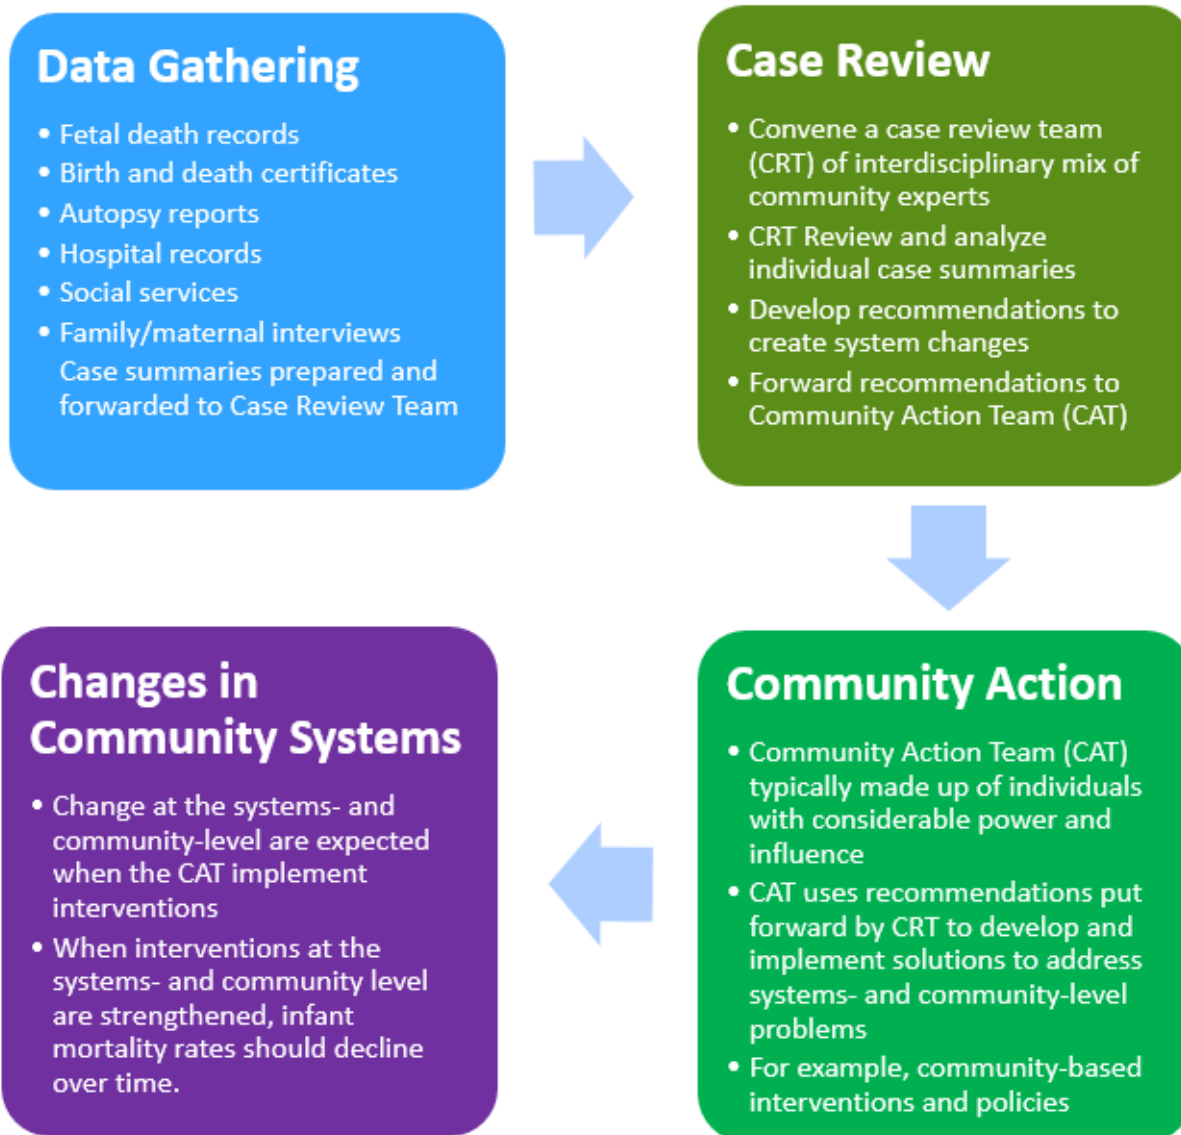 Data Gathering
• Fetal death records
• Birth and death certificates
• Autopsy reports
• Hospital records
• Social services
• Family/maternal interviews
Case summaries prepared and
forwarded to Case Review Team
Case Review
• Convene a case review team
(CRT) of interdisciplinary mix of
community experts
• CRT Review and analyze
individual case summaries
• Develop recommendations to
create system changes
• Forward recommendations to
Community Action Team (CAT)
Community Action
• Community Action Team (CAT)
typically made up of individuals
with considerable power and
influence
• CAT uses recommendations put
forward by CRT to develop and
implement solutions to address
systems- and community-level
problems
• For example, community-based
interventions and policies
Changes in
Community Systems
• Change at the systems- and
community-level are expected
when the CAT implement
interventions
• When interventions at the
systems- and community level
are strengthened, infant
mortality rates should decline
over time.